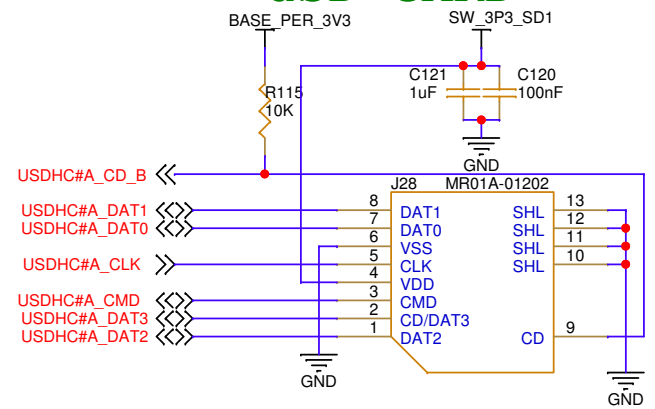 uSD CARD
BASE_PER_3V3
SW_3P3_SD1
R115
10K
C121
1uF
C120
100nF
GND
USDHC#A_CD_B
J28
MR01A-01202
USDHC#A_DAT1
8
DAT1
SHL
13
USDHC#A_DAT0
7
DAT0
SHL
12
6
VSS
SHL
11
USDHC#A_CLK
5
CLK
SHL
10
4
VDD
USDHC#A_CMD
3
CMD
USDHC#A_DAT3
2
CD/DAT3
USDHC#A_DAT2
1
DAT2
CD
9
GND
GND